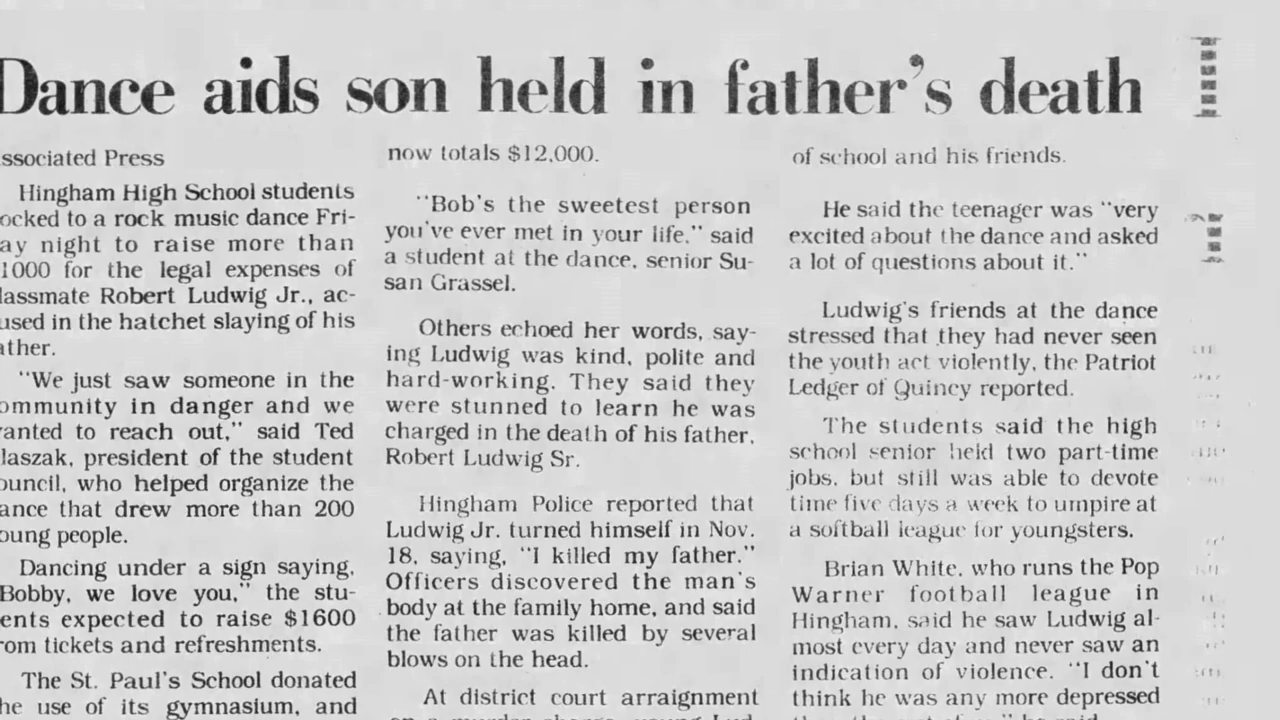 Dance aids son held in father's death
ssociated Press
Hingham High School students
ocked to a rock music dance Fri-
ay night to raise more than
1000 for the legal expenses of
lassmate Robert Ludwig Jr., ac-
used in the hatchet slaying of his
ather.
"We just saw someone in the
ommunity in danger and we
anted to reach out," said Ted
laszak, president of the student
ouncil, who helped organize the
ance that drew more than 200
oung people.
Dancing under a sign saying,
Bobby, we love you," the stu-
ents expected to raise $1600
rom tickets and refreshments.
The St. Paul's School donated
he use of its gymnasium, and
now totals $12,000.
"Bob's the sweetest person
you've ever met in your life," said
a student at the dance, senior Su-
san Grassel.
Others echoed her words, say-
ing Ludwig was kind, polite and
hard-working. They said they
were stunned to learn he was
charged in the death of his father,
Robert Ludwig Sr.
Hingham Police reported that
Ludwig Jr. turned himself in Nov.
18, saying, "I killed my father."
Officers discovered the man's
body at the family home, and said
the father was killed by several
blows on the head.
At district court arraignment
of school and his friends.
He said the teenager was "very
excited about the dance and asked
a lot of questions about it."
Ludwig's friends at the dance
stressed that they had never seen
the youth act violently, the Patriot
Ledger of Quincy reported.
The students said the high
school senior held two part-time
jobs, but still was able to devote
time five days a week to umpire at
a softball league for youngsters.
Brian White, who runs the Pop
Warner football league in
Hingham, said he saw Ludwig al-
most every day and never saw an
indication of violence. "I don't
think he was any more depressed